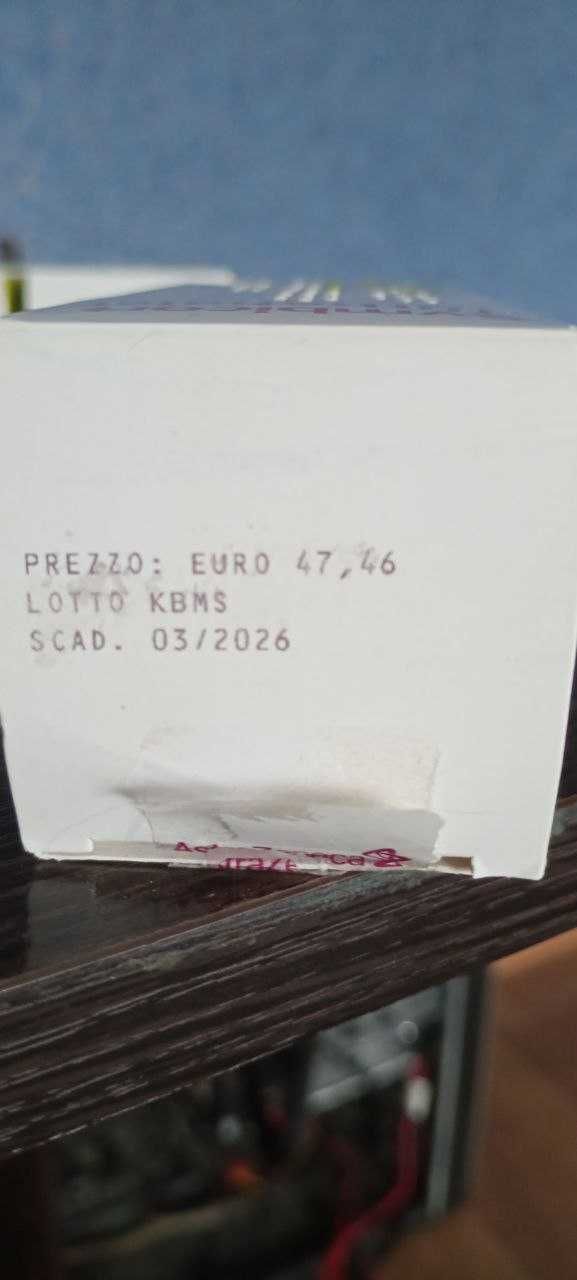 PREZZO: EURO 47,46
LOTTO KBMS
SCAD. 03/2026